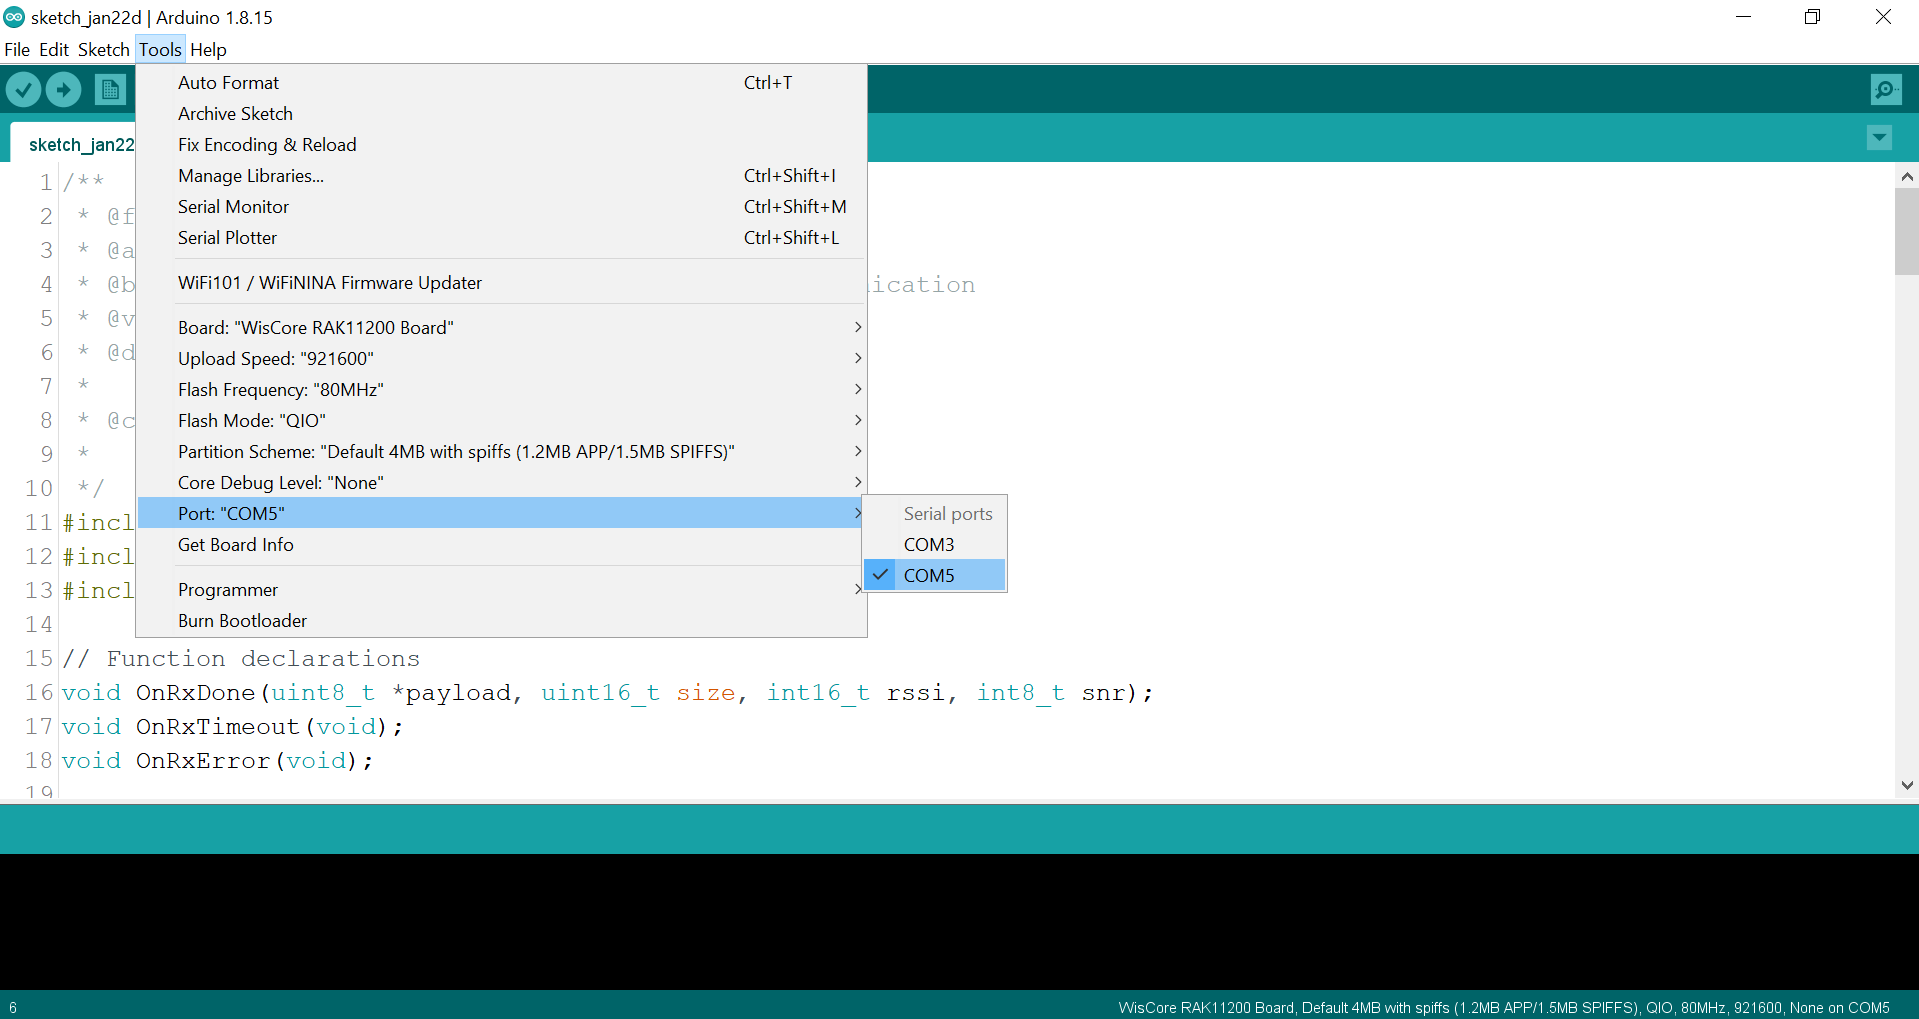 sketch_jan22d | Arduino 1.8.15
File Edit Sketch Tools Help
Auto Format Ctrl+T
Archive Sketch
Fix Encoding & Reload
Manage Libraries... Ctrl+Shift+I
Serial Monitor Ctrl+Shift+M
Serial Plotter Ctrl+Shift+L
WiFi101 / WiFiNINA Firmware Updater
Board: "WisCore RAK11200 Board"
Upload Speed: "921600"
Flash Frequency: "80MHz"
Flash Mode: "QIO"
Partition Scheme: "Default 4MB with spiffs (1.2MB APP/1.5MB SPIFFS)"
Core Debug Level: "None"
Port: "COM5"
Get Board Info
Programmer
Burn Bootloader
Serial ports
COM3
COM5
sketch_jan22
1 /**
2 * @f
3 * @a
4 * @b ication
5 * @v
6 * @d
7 *
8 * @c
9 *
10 */
11 #incl
12 #incl
13 #incl
14
15 // Function declarations
16 void OnRxDone(uint8_t *payload, uint16_t size, int16_t rssi, int8_t snr);
17 void OnRxTimeout(void);
18 void OnRxError(void);
19
6
WisCore RAK11200 Board, Default 4MB with spiffs (1.2MB APP/1.5MB SPIFFS), QIO, 80MHz, 921600, None on COM5